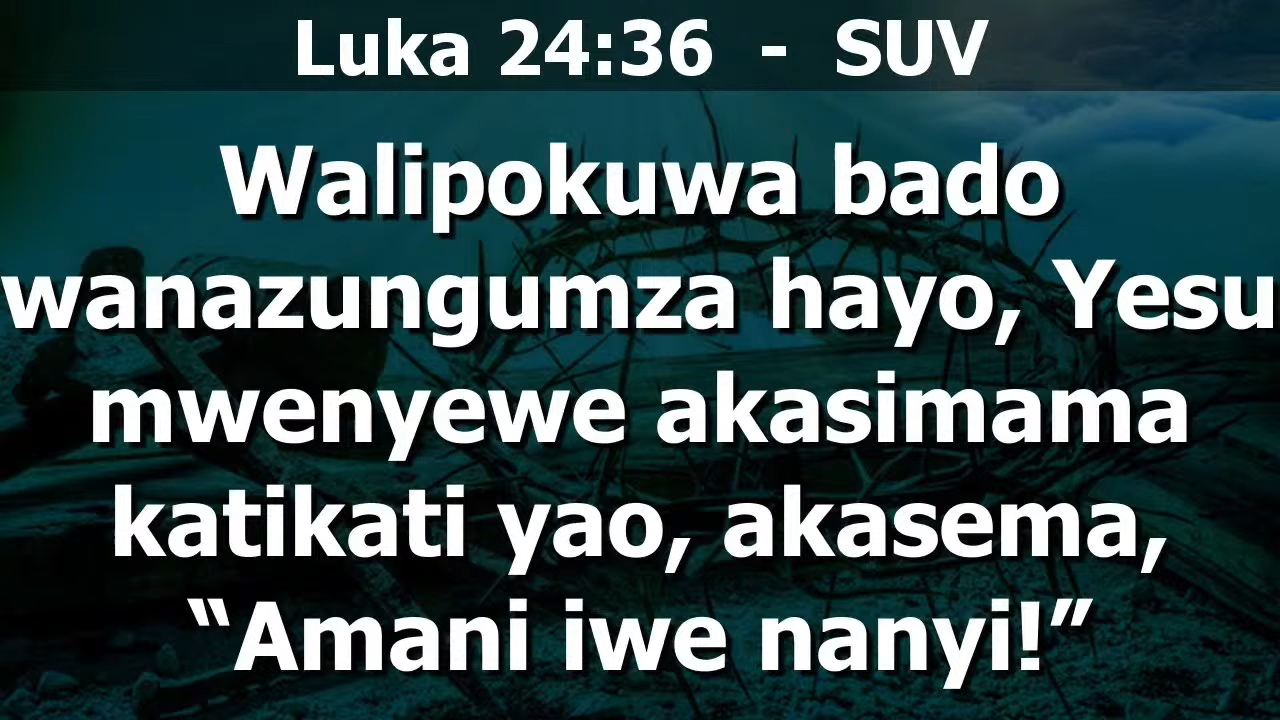 Luka 24:36 - SUV
Walipokuwa bado
wanazungumza hayo, Yesu
mwenyewe akasimama
katikati yao, akasema,
“Amani iwe nanyi!”